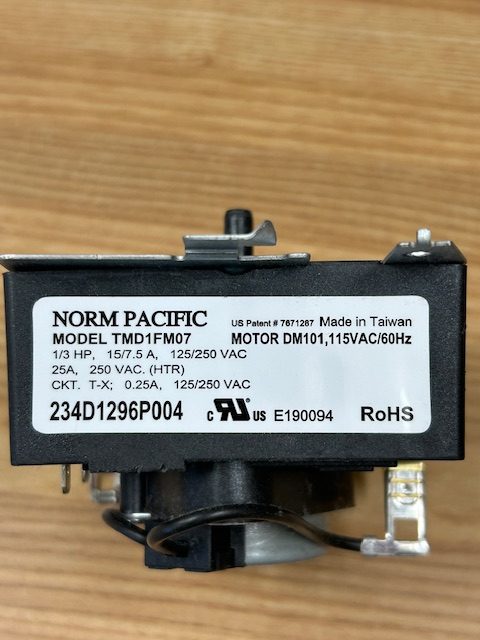 NORM PACIFIC US Patent # 7671287 Made in Taiwan
MODEL TMD1FM07 MOTOR DM101,115VAC/60Hz
1/3 HP, 15/7.5 A, 125/250 VAC
25A, 250 VAC. (HTR)
CKT. T-X; 0.25A, 125/250 VAC
234D1296P004 c RU US E190094 RoHS